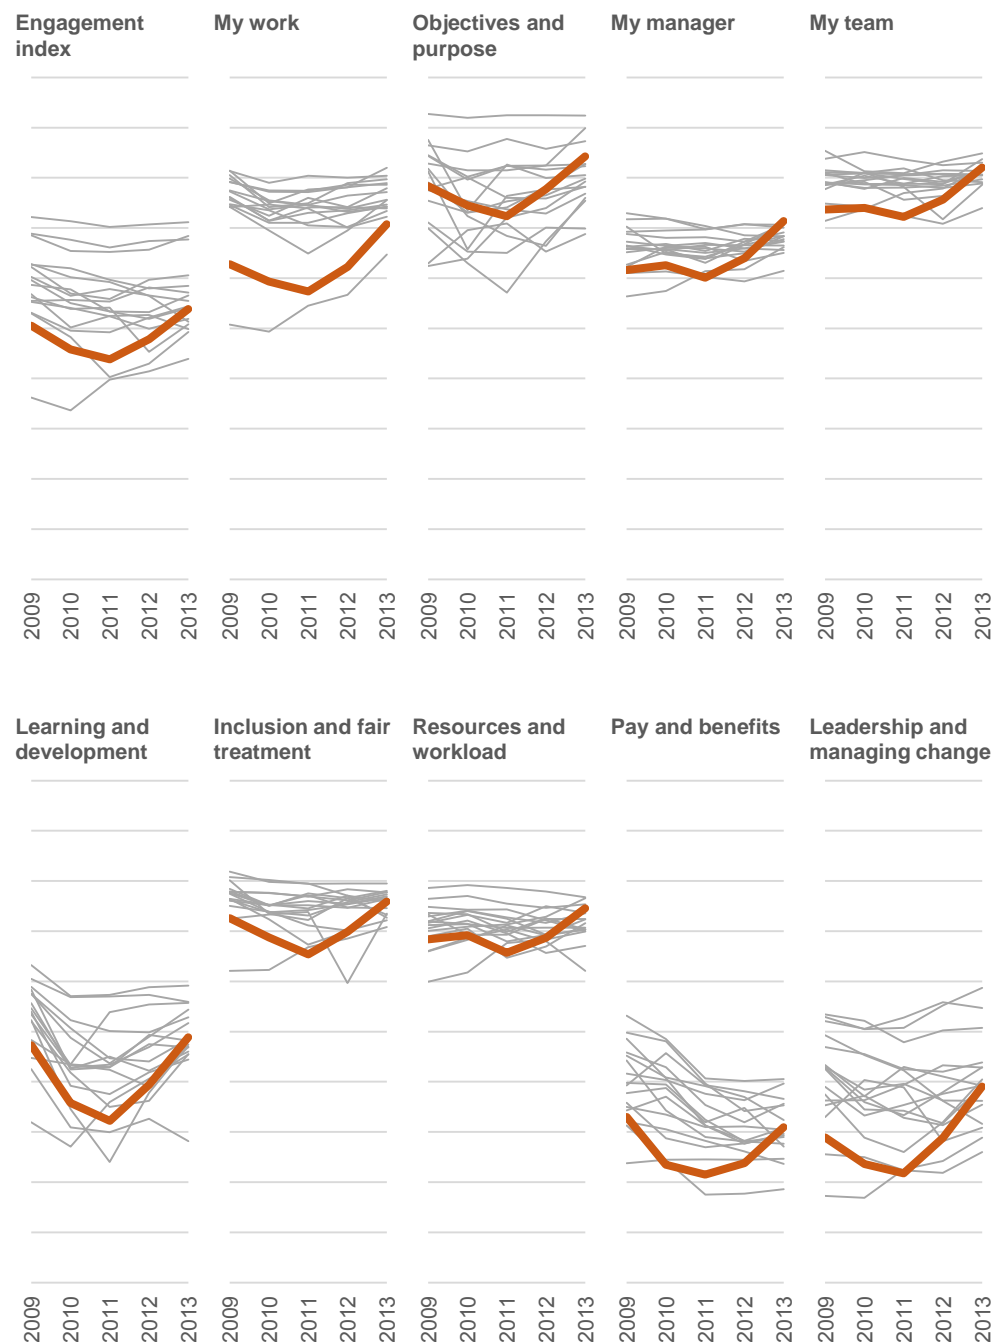 Engagement
index
My work
Objectives and
purpose
My manager
My team
2009 2010 2011 2012 2013
2009 2010 2011 2012 2013
2009 2010 2011 2012 2013
2009 2010 2011 2012 2013
2009 2010 2011 2012 2013
Learning and
development
Inclusion and fair
treatment
Resources and
workload
Pay and benefits
Leadership and
managing change
2009 2010 2011 2012 2013
2009 2010 2011 2012 2013
2009 2010 2011 2012 2013
2009 2010 2011 2012 2013
2009 2010 2011 2012 2013